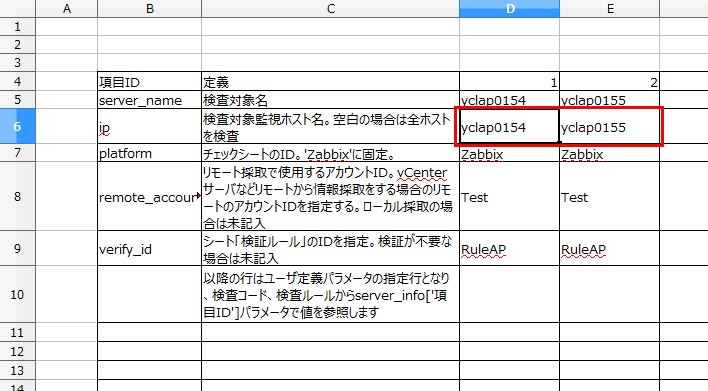 A B C D E
1
2
3
4 項目ID 定義 1 2
5 server_name 検査対象名 yclap0154 yclap0155
6 ip 検査対象監視ホスト名。空白の場合は全ホスト
を検査 yclap0154 yclap0155
7 platform チェックシートのID。'Zabbix'に固定。 Zabbix Zabbix
8 remote_accour リモート採取で使用するアカウントID。vCenter
サーバなどリモートから情報採取をする場合のリ
モートのアカウントIDを指定する。ローカル採取の場
合は未記入 Test Test
9 verify_id シート「検証ルール」のIDを指定。検証が不要な
場合は未記入 RuleAP RuleAP
10 以降の行はユーザ定義パラメータの指定行となり
、検査コード、検査ルールからserver_info['項
目ID']パラメータで値を参照します
11
12
13
14